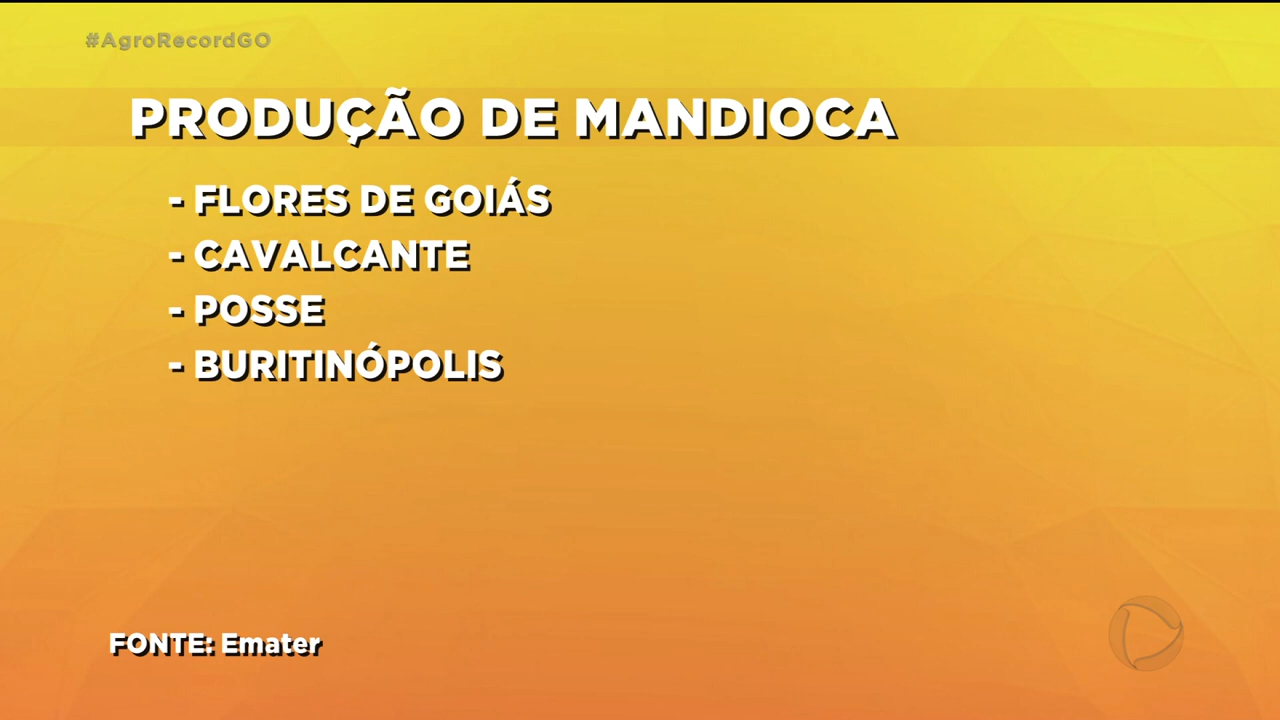 #AgroRecordGO
PRODUÇÃO DE MANDIOCA
- FLORES DE GOIÁS
- CAVALCANTE
- POSSE
- BURITINÓPOLIS
FONTE: Emater